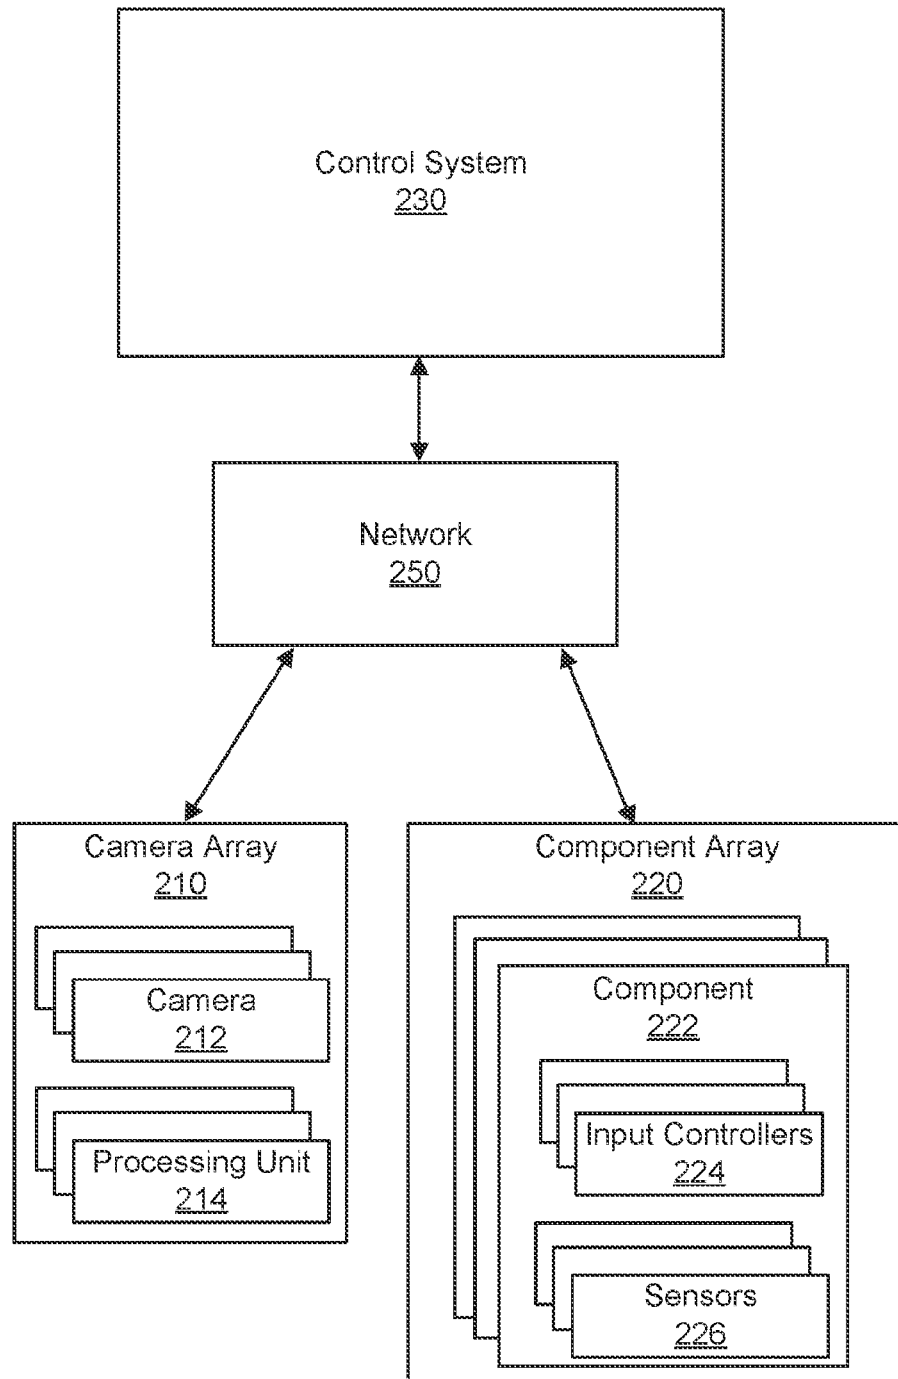 Control System
230
Network
250
Camera Array
210
Camera
212
Processing Unit
214
Component Array
220
Component
222
Input Controllers
224
Sensors
226